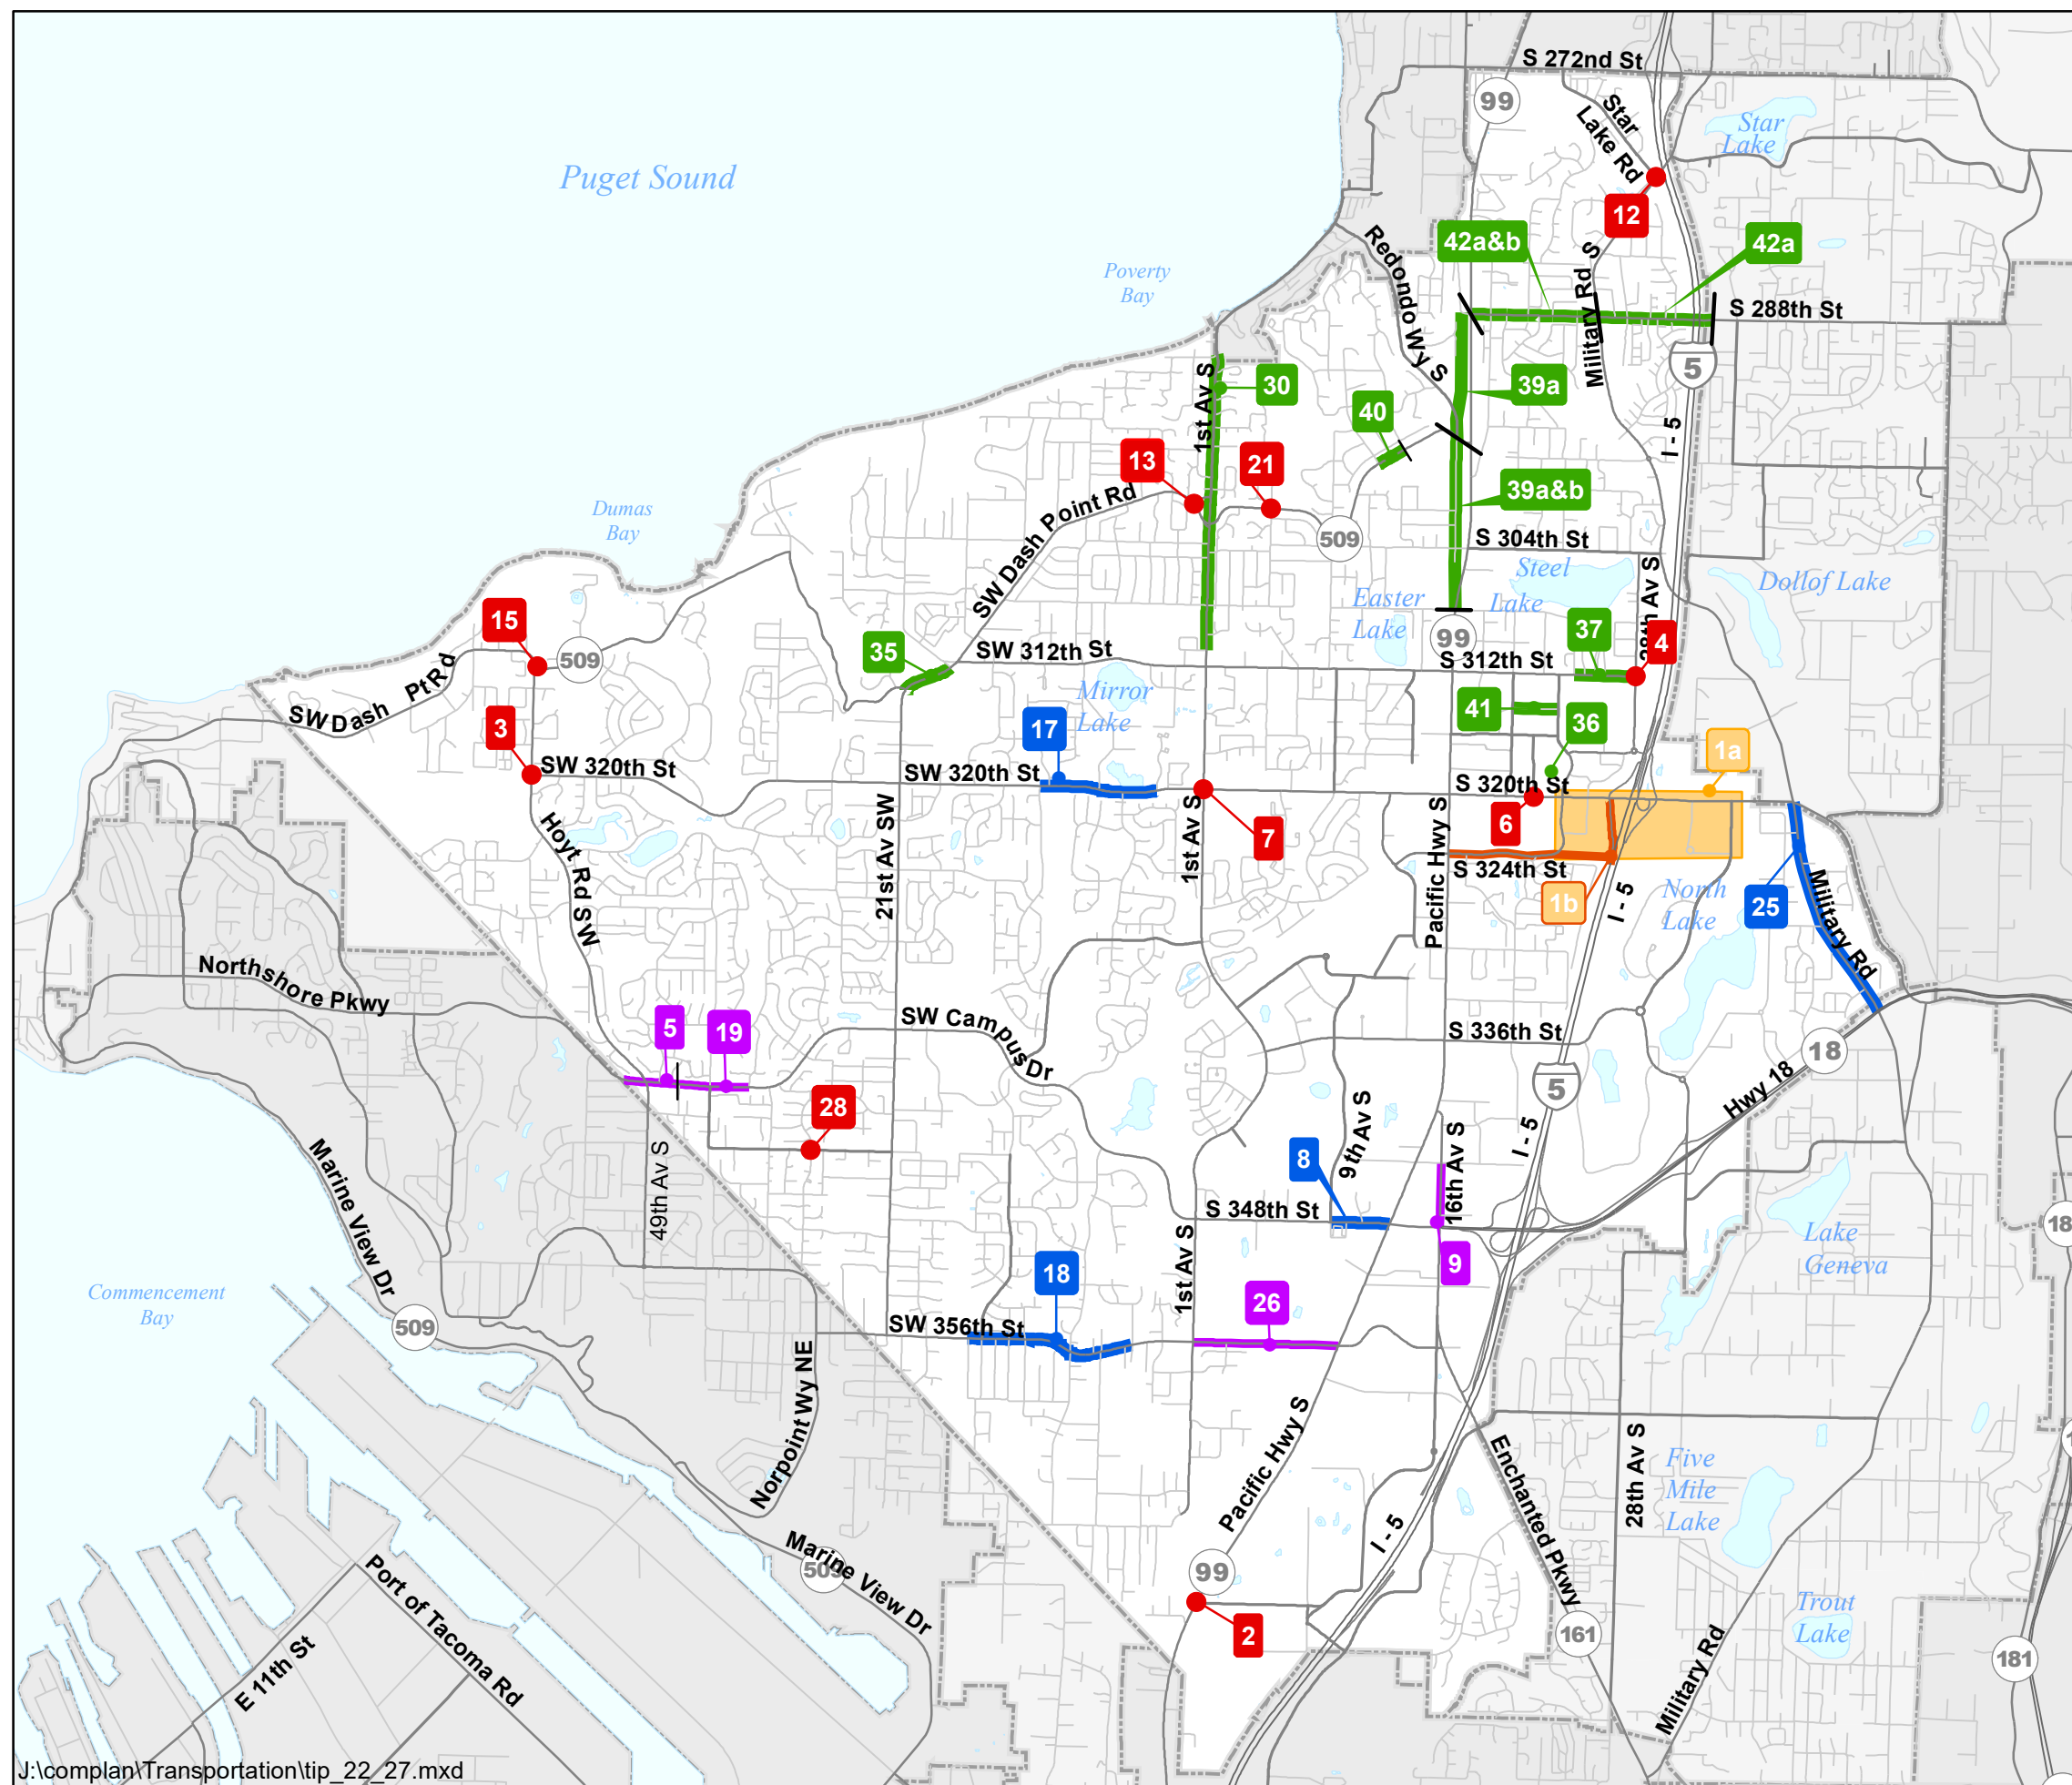 S 272nd St
99
Star
Lake Rd
Star
Lake
Puget Sound
12
42a&b
42a
Redondo Wy S
Military Rd S
Poverty
Bay
S 288th St
5
30
39a
40
1st Av S
I - 5
13
21
39a&b
SW Dash Point Rd
Dumas
Bay
509
S 304th St
Steel
Lake
Dollof Lake
Easter
Lake
28th Av S
15
37
4
99
35
SW 312th St
S 312th St
509
SW Dash Pt Rd
Mirror
Lake
17
41
36
3
1a
SW 320th St
SW 320th St
S 320th St
7
6
Hoyt Rd SW
21st Av SW
1st Av S
Pacific Hwy S
S 324th St
1b
I - 5
North
Lake
25
Military Rd
Northshore Pkwy
5
19
SW Campus Dr
S 336th St
18
5
Hwy 18
28
Marine View Dr
49th Av S
8
9th Av S
16th Av S
I - 5
S 348th St
18
Lake
Geneva
9
18
1st Av S
26
Commencement
Bay
509
SW 356th St
Norpoint Wy NE
Pacific Hwy S
Enchanted Pkwy
28th Av S
Five
Mile
Lake
I - 5
Marine View Dr
509
99
Port of Tacoma Rd
2
161
Trout
Lake
181
E 11th St
Military Rd
J:\complan\Transportation\tip_22_27.mxd